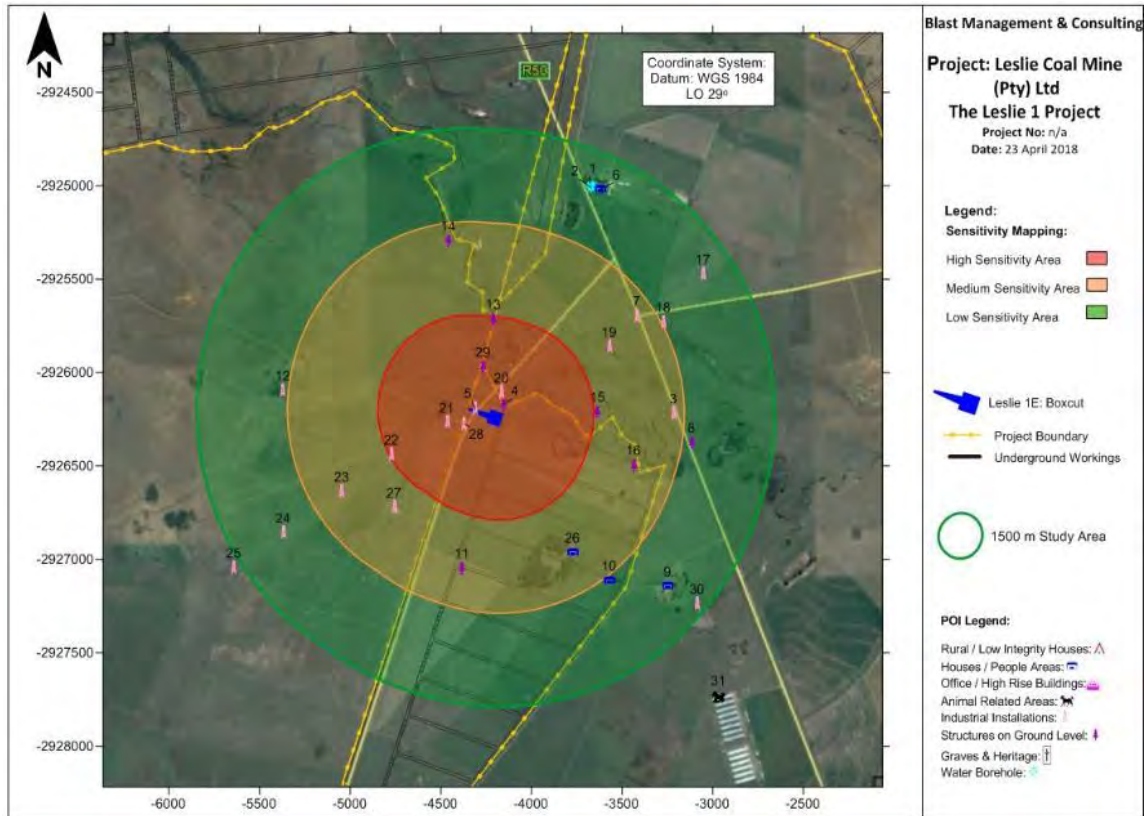 N
R50
Coordinate System:
Datum: WGS 1984
LO 29º
-2924500
-2925000
-2925500
-2926000
-2926500
-2927000
-2927500
-2928000
-6000
-5500
-5000
-4500
-4000
-3500
-3000
-2500
2
1
6
14
17
13
7
18
19
29
12
20
5
4
15
3
21
28
8
22
16
23
27
24
25
11
26
10
9
30
31
Blast Management & Consulting
Project: Leslie Coal Mine
(Pty) Ltd
The Leslie 1 Project
Project No: n/a
Date: 23 April 2018
Legend:
Sensitivity Mapping:
High Sensitivity Area
Medium Sensitivity Area
Low Sensitivity Area
Leslie 1E: Boxcut
Project Boundary
Underground Workings
1500 m Study Area
POI Legend:
Rural / Low Integrity Houses:
Houses / People Areas:
Office / High Rise Buildings:
Animal Related Areas:
Industrial Installations:
Structures on Ground Level:
Graves & Heritage:
Water Borehole: